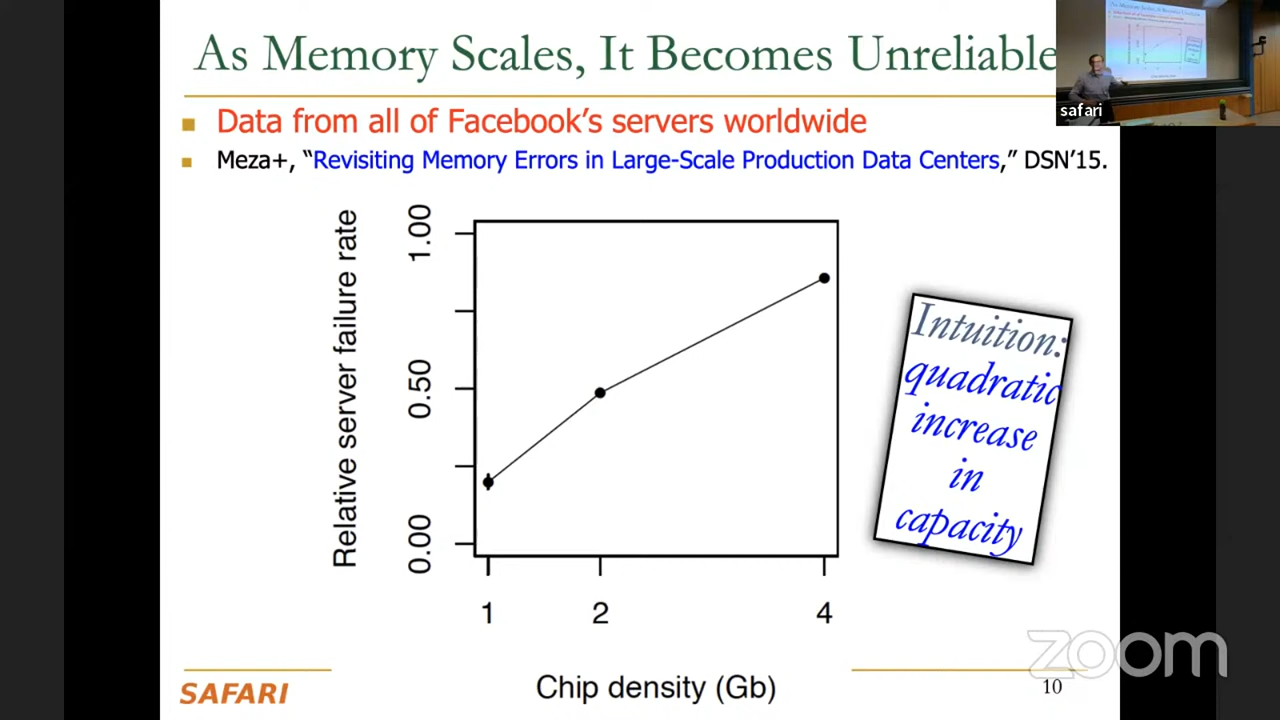 As Memory Scales, It Becomes Unreliable
safari
Data from all of Facebook's servers worldwide
Meza+, “Revisiting Memory Errors in Large-Scale Production Data Centers,” DSN'15.
Relative server failure rate
1.00
0.50
0.00
1 2 4
Chip density (Gb)
Intuition:
quadratic
increase
in
capacity
zoom
SAFARI
10